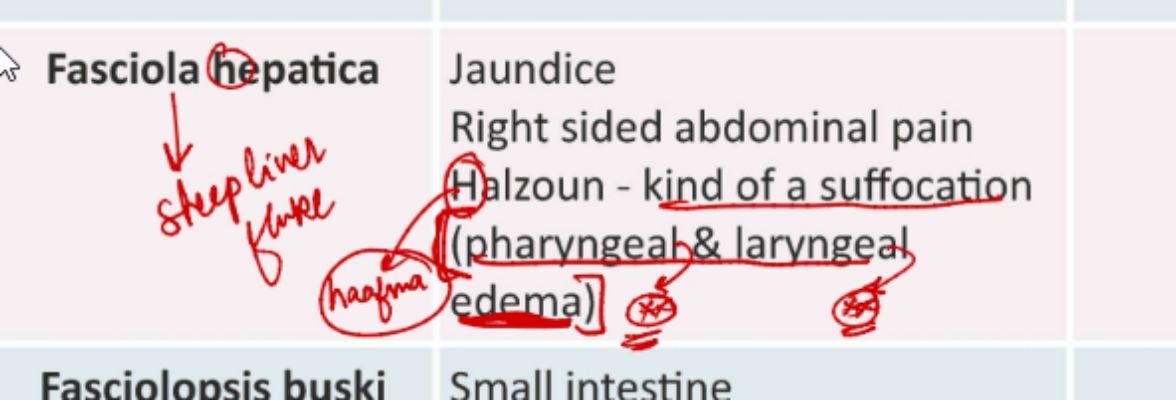 Fasciola hepatica
steep liver
fluke
Jaundice
Right sided abdominal pain
Halzoun - kind of a suffocation
(pharyngeal & laryngeal
edema)
haafma
Fasciolopsis buski
Small intestine